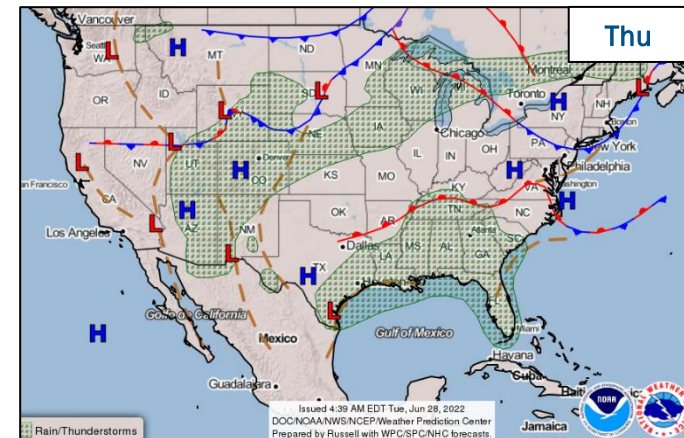 Thu
Vancouver
Seattle
WA
H
L
MT
ND
MN
OR
ID
L
SD
L
WI
Montreal
Toronto
H
L
NY
NH
Boston
IA
NE
Chicago
New York
L
NV
UT
Denver
CO
H
IL
IN
OH
PA
Philadelphia
San Francisco
L
CA
KS
MO
KY
H
VA
Washington
H
Los Angeles
L
AZ
H
NM
OK
AR
TN
NC
Atlanta
SC
L
TX
Dallas
LA
MS
AL
GA
H
L
FL
Miami
H
Golfo de California
Mexico
Gulf of Mexico
Havana
Cuba
Guadalajara
Jamaica
Issued 4:39 AM EDT Tue, Jun 28, 2022
DOC/NOAA/NWS/NCEP/Weather Prediction Center
Prepared by Russell with WPC/SPC/NHC forecasts.
Rain/Thunderstorms
NOAA